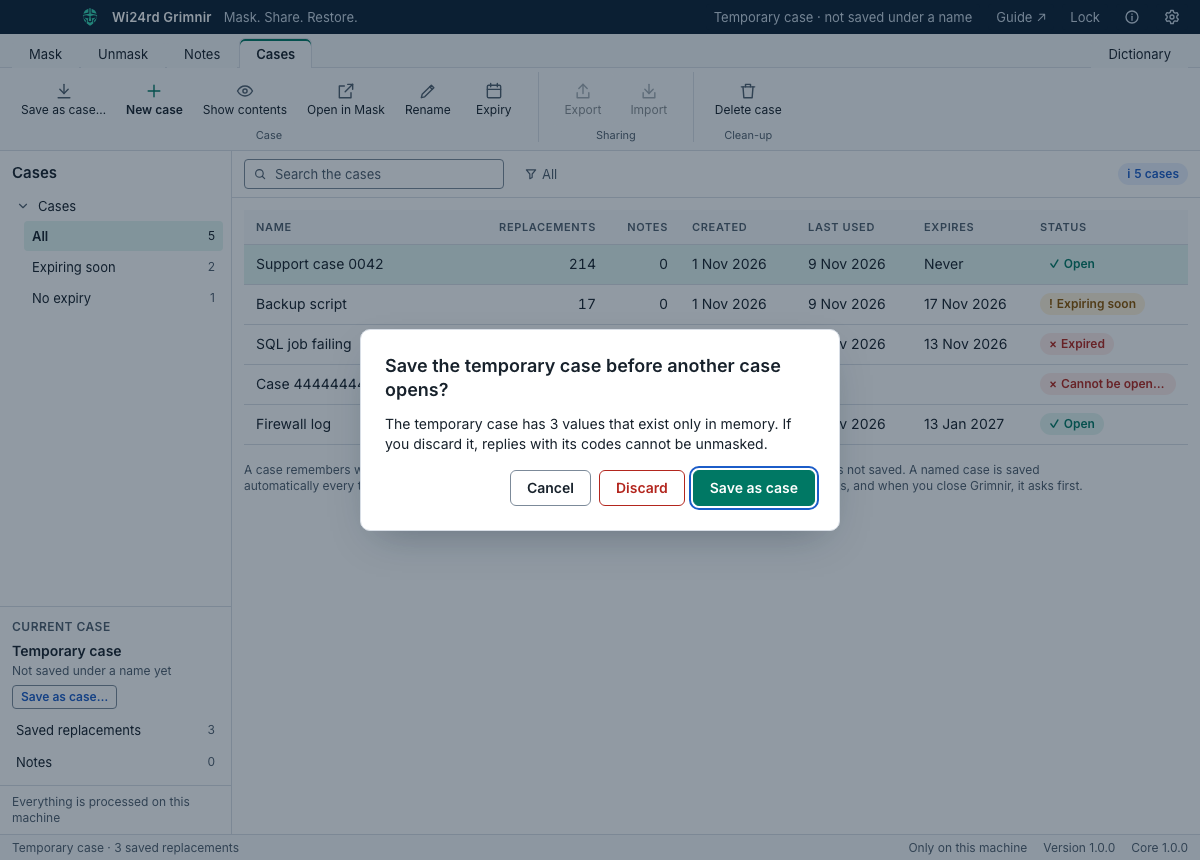 Wi24rd Grimnir Mask. Share. Restore. Temporary case · not saved under a name Guide ↗ Lock
Mask Unmask Notes Cases Dictionary
Save as case... New case Show contents Open in Mask Rename Expiry Export Import Delete case
Case Sharing Clean-up
Cases
Search the cases All i 5 cases
Cases
All 5
Expiring soon 2
No expiry 1
NAME REPLACEMENTS NOTES CREATED LAST USED EXPIRES STATUS
Support case 0042 214 0 1 Nov 2026 9 Nov 2026 Never ✓ Open
Backup script 17 0 1 Nov 2026 9 Nov 2026 17 Nov 2026 ! Expiring soon
SQL job failing v 2026 13 Nov 2026 × Expired
Case 4444444 × Cannot be open...
Firewall log v 2026 13 Jan 2027 ✓ Open
A case remembers s not saved. A named case is saved
automatically every s, and when you close Grimnir, it asks first.
Save the temporary case before another case
opens?
The temporary case has 3 values that exist only in memory. If
you discard it, replies with its codes cannot be unmasked.
Cancel Discard Save as case
CURRENT CASE
Temporary case
Not saved under a name yet
Save as case...
Saved replacements 3
Notes 0
Everything is processed on this
machine
Temporary case · 3 saved replacements Only on this machine Version 1.0.0 Core 1.0.0